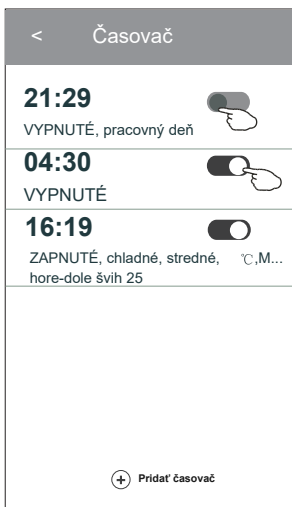 < Časovač
21:29
VYPNUTÉ, pracovný deň
04:30
VYPNUTÉ
16:19
ZAPNUTÉ, chladné, stredné, ℃,M...
hore-dole švih 25
Pridať časovač